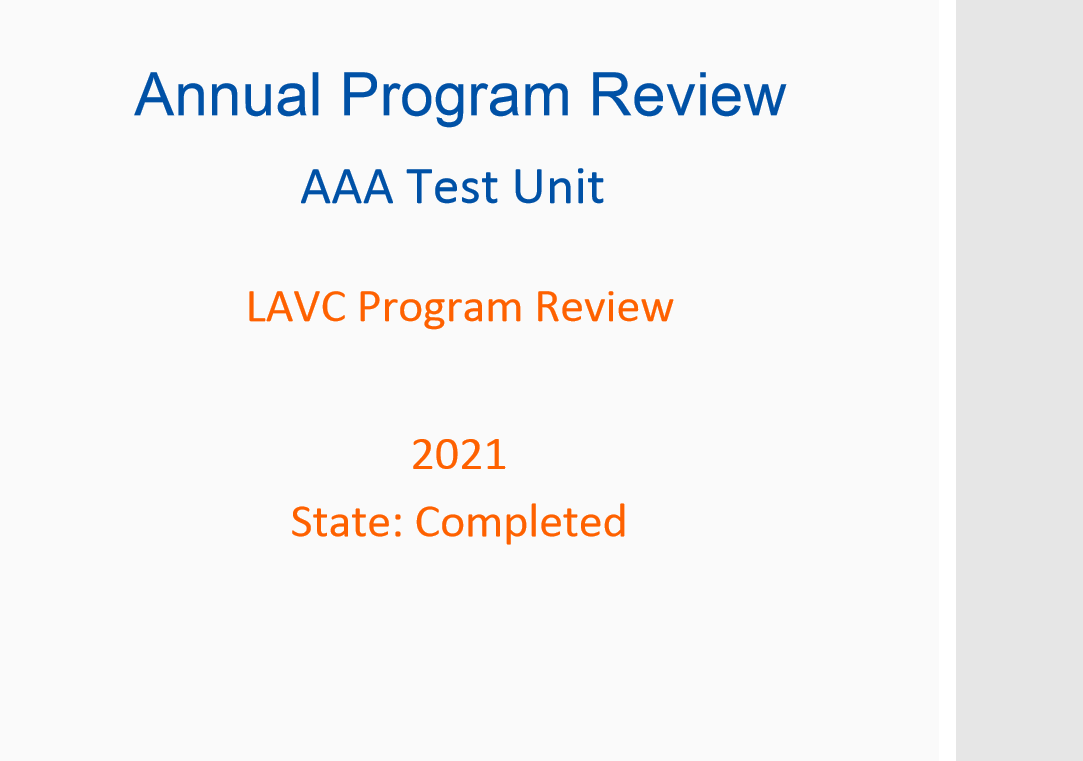 Annual Program Review
AAA Test Unit
LAVC Program Review
2021
State: Completed